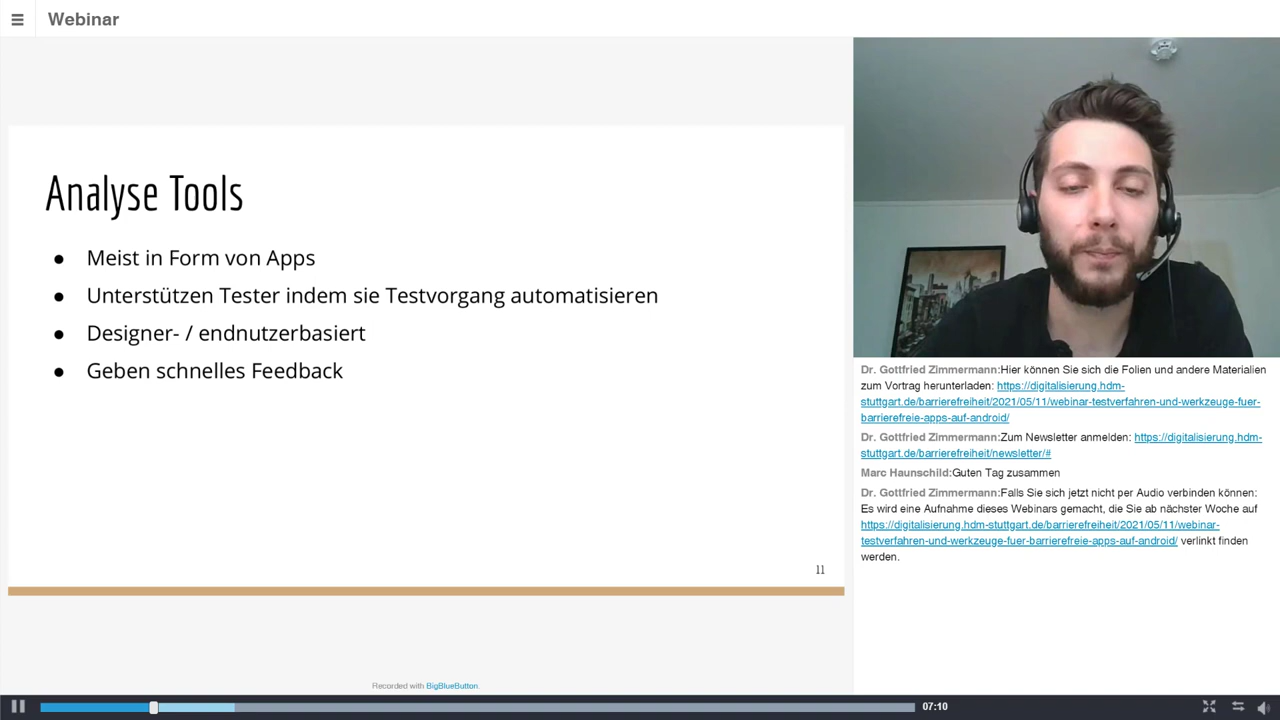 Webinar
Analyse Tools
● Meist in Form von Apps
● Unterstützen Tester indem sie Testvorgang automatisieren
● Designer- / endnutzerbasiert
● Geben schnelles Feedback
11
Recorded with BigBlueButton.
Dr. Gottfried Zimmermann:Hier können Sie sich die Folien und andere Materialien
zum Vortrag herunterladen: https://digitalisierung.hdm-
stuttgart.de/barrierefreiheit/2021/05/11/webinar-testverfahren-und-werkzeuge-fuer-
barrierefreie-apps-auf-android/
Dr. Gottfried Zimmermann:Zum Newsletter anmelden: https://digitalisierung.hdm-
stuttgart.de/barrierefreiheit/newsletter/#
Marc Haunschild:Guten Tag zusammen
Dr. Gottfried Zimmermann:Falls Sie sich jetzt nicht per Audio verbinden können:
Es wird eine Aufnahme dieses Webinars gemacht, die Sie ab nächster Woche auf
https://digitalisierung.hdm-stuttgart.de/barrierefreiheit/2021/05/11/webinar-
testverfahren-und-werkzeuge-fuer-barrierefreie-apps-auf-android/ verlinkt finden
werden.
07:10